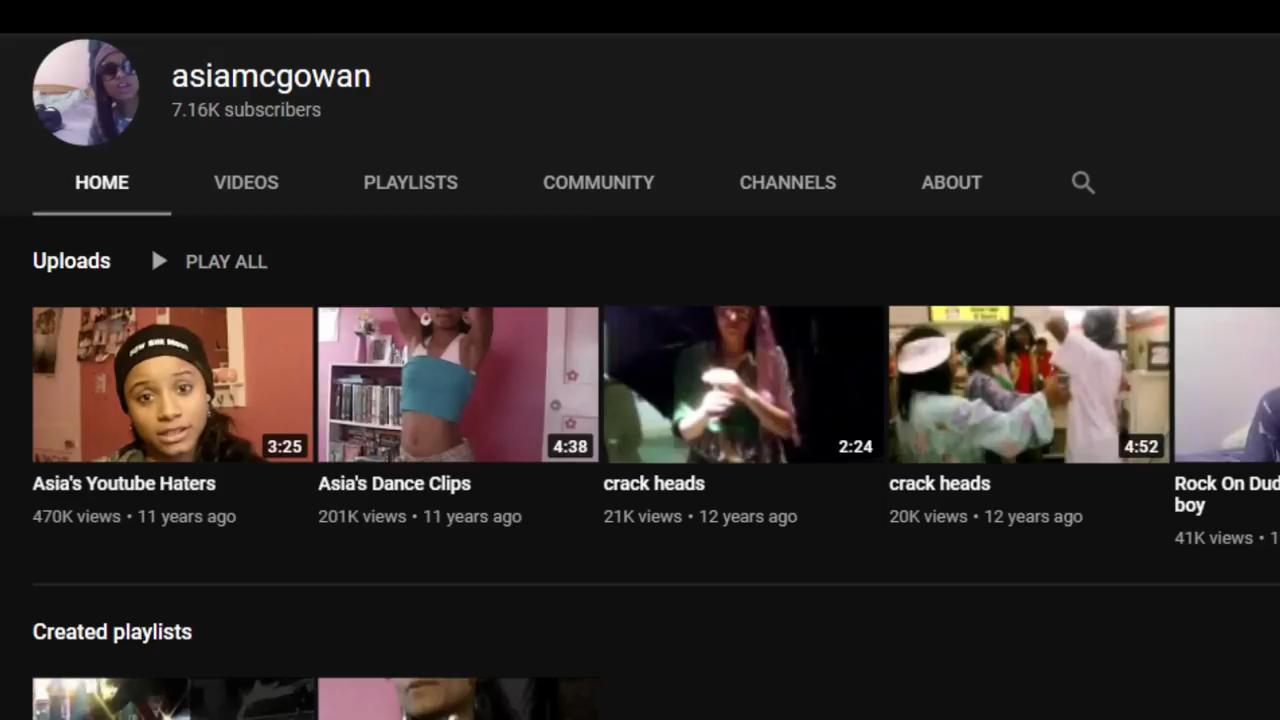 asiamcgowan
7.16K subscribers
HOME VIDEOS PLAYLISTS COMMUNITY CHANNELS ABOUT
Uploads PLAY ALL
3:25 4:38 2:24 4:52
Asia's Youtube Haters Asia's Dance Clips crack heads crack heads Rock On Dud
boy
470K views • 11 years ago 201K views • 11 years ago 21K views • 12 years ago 20K views • 12 years ago
41K views • 1
Created playlists